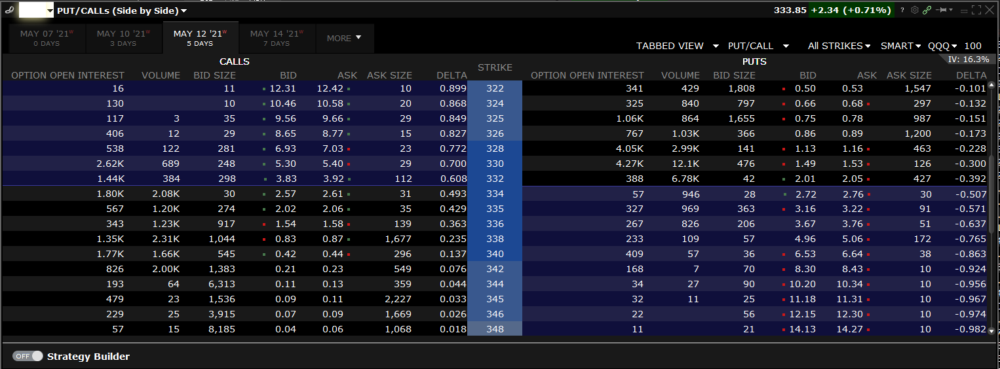 PUT/CALLs (Side by Side) 333.85 +2.34 (+0.71%) ?
MAY 07 '21W MAY 10 '21W MAY 12 '21W MAY 14 '21W
0 DAYS 3 DAYS 5 DAYS 7 DAYS MORE
TABBED VIEW PUT/CALL All STRIKES SMART QQQ 100
CALLS STRIKE PUTS IV: 16.3%
OPTION OPEN INTEREST VOLUME BID SIZE BID ASK ASK SIZE DELTA OPTION OPEN INTEREST VOLUME BID SIZE BID ASK ASK SIZE DELTA
16 11 12.31 12.42 10 0.899 322 341 429 1,808 0.50 0.53 1,547 -0.101
130 10 10.46 10.58 20 0.868 324 325 840 797 0.66 0.68 297 -0.132
117 3 35 9.56 9.66 29 0.849 325 1.06K 864 1,655 0.75 0.78 987 -0.151
406 12 29 8.65 8.77 15 0.827 326 767 1.03K 366 0.86 0.89 1,200 -0.173
538 122 281 6.93 7.03 23 0.772 328 4.05K 2.99K 141 1.13 1.16 463 -0.228
2.62K 689 248 5.30 5.40 29 0.700 330 4.27K 12.1K 476 1.49 1.53 126 -0.300
1.44K 384 298 3.83 3.92 112 0.608 332 388 6.78K 42 2.01 2.05 427 -0.392
1.80K 2.08K 30 2.57 2.61 31 0.493 334 57 946 28 2.72 2.76 30 -0.507
567 1.20K 274 2.02 2.06 35 0.429 335 327 969 363 3.16 3.22 91 -0.571
343 1.23K 917 1.54 1.58 139 0.363 336 267 826 206 3.67 3.76 51 -0.637
1.35K 2.31K 1,044 0.83 0.87 1,677 0.235 338 233 109 57 4.96 5.06 172 -0.765
1.77K 1.66K 545 0.42 0.44 296 0.137 340 409 57 36 6.53 6.64 38 -0.863
826 2.00K 1,383 0.21 0.23 549 0.076 342 168 7 70 8.30 8.43 10 -0.924
193 64 6,313 0.11 0.13 359 0.044 344 34 27 90 10.20 10.34 10 -0.956
479 23 1,536 0.09 0.11 2,227 0.033 345 32 11 25 11.18 11.31 10 -0.967
229 25 3,915 0.07 0.09 1,669 0.026 346 22 56 12.15 12.30 10 -0.974
57 15 8,185 0.04 0.06 1,068 0.018 348 11 21 14.13 14.27 10 -0.982
OFF Strategy Builder